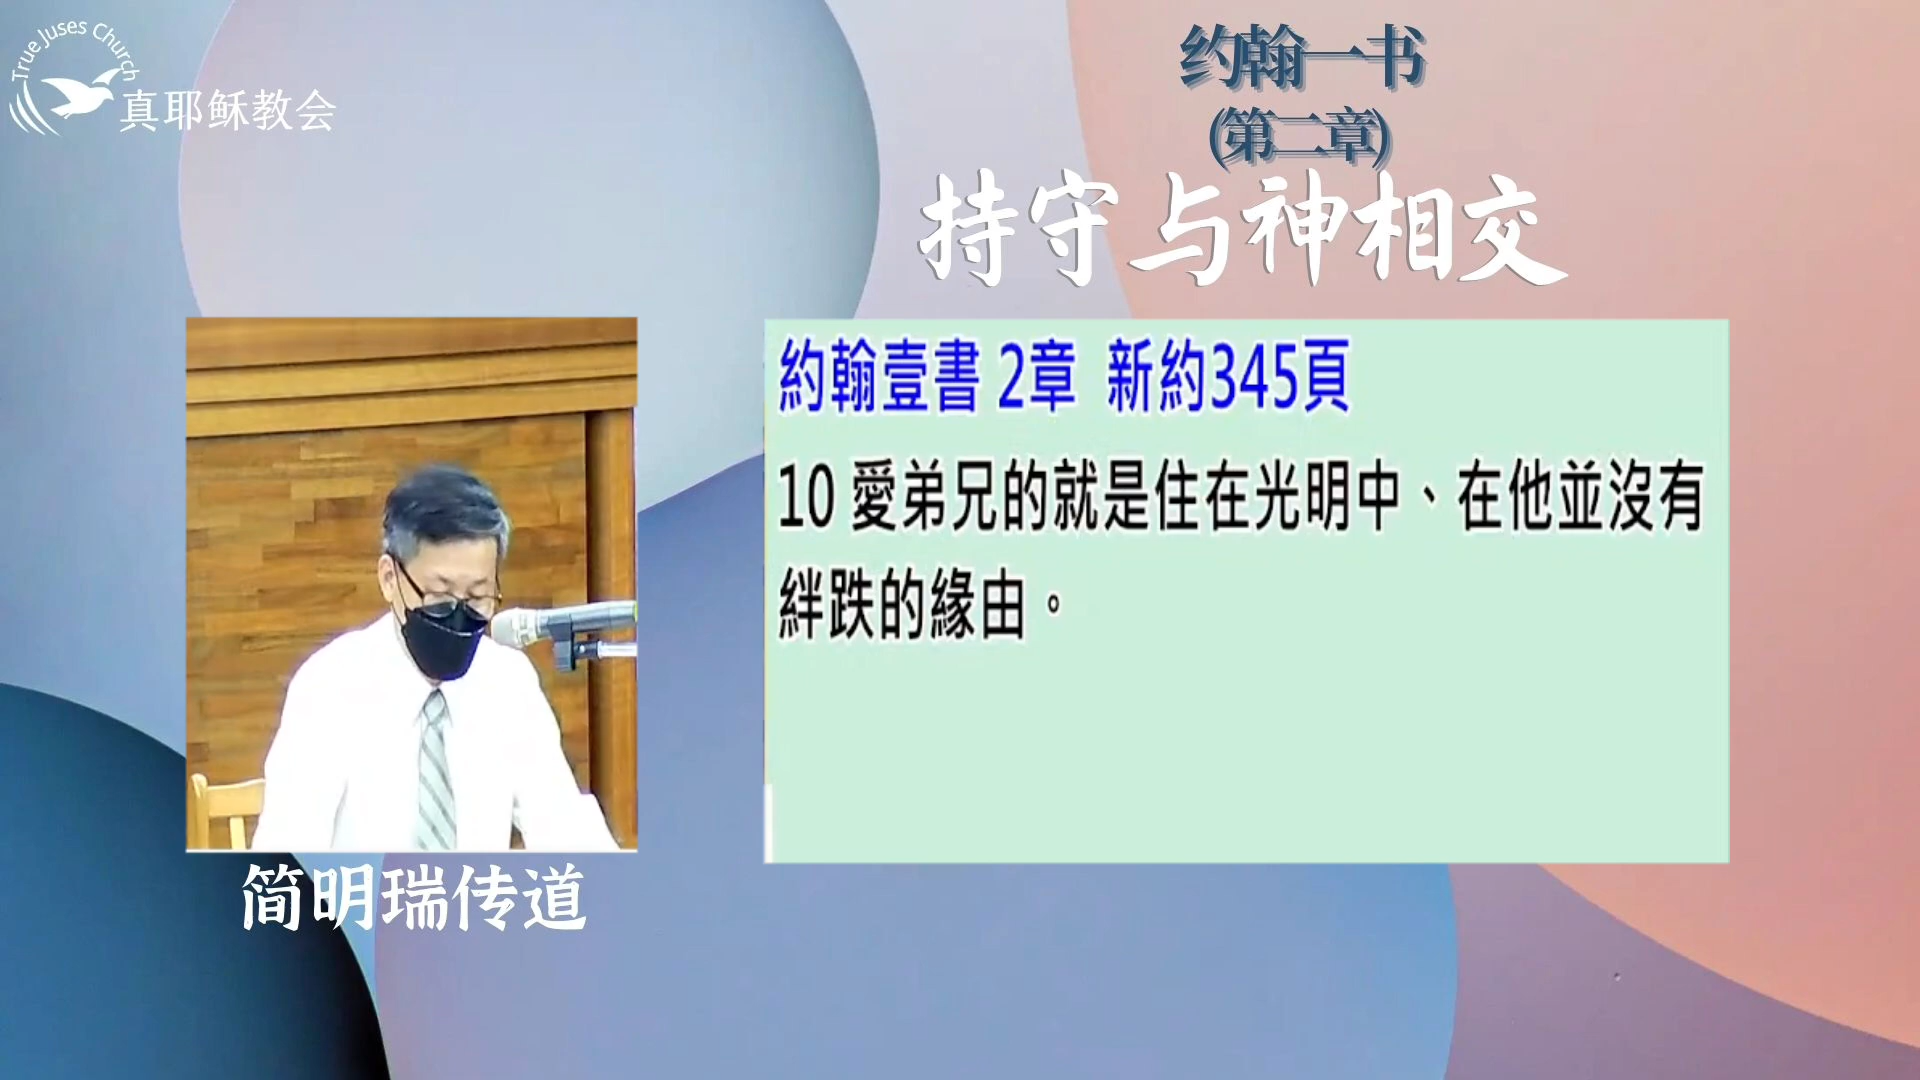 True Juses Church
真耶稣教会
约翰一书
(第二章)
持守与神相交
約翰壹書 2章 新約345頁
10 愛弟兄的就是住在光明中、在他並沒有
絆跌的緣由。
简明瑞传道